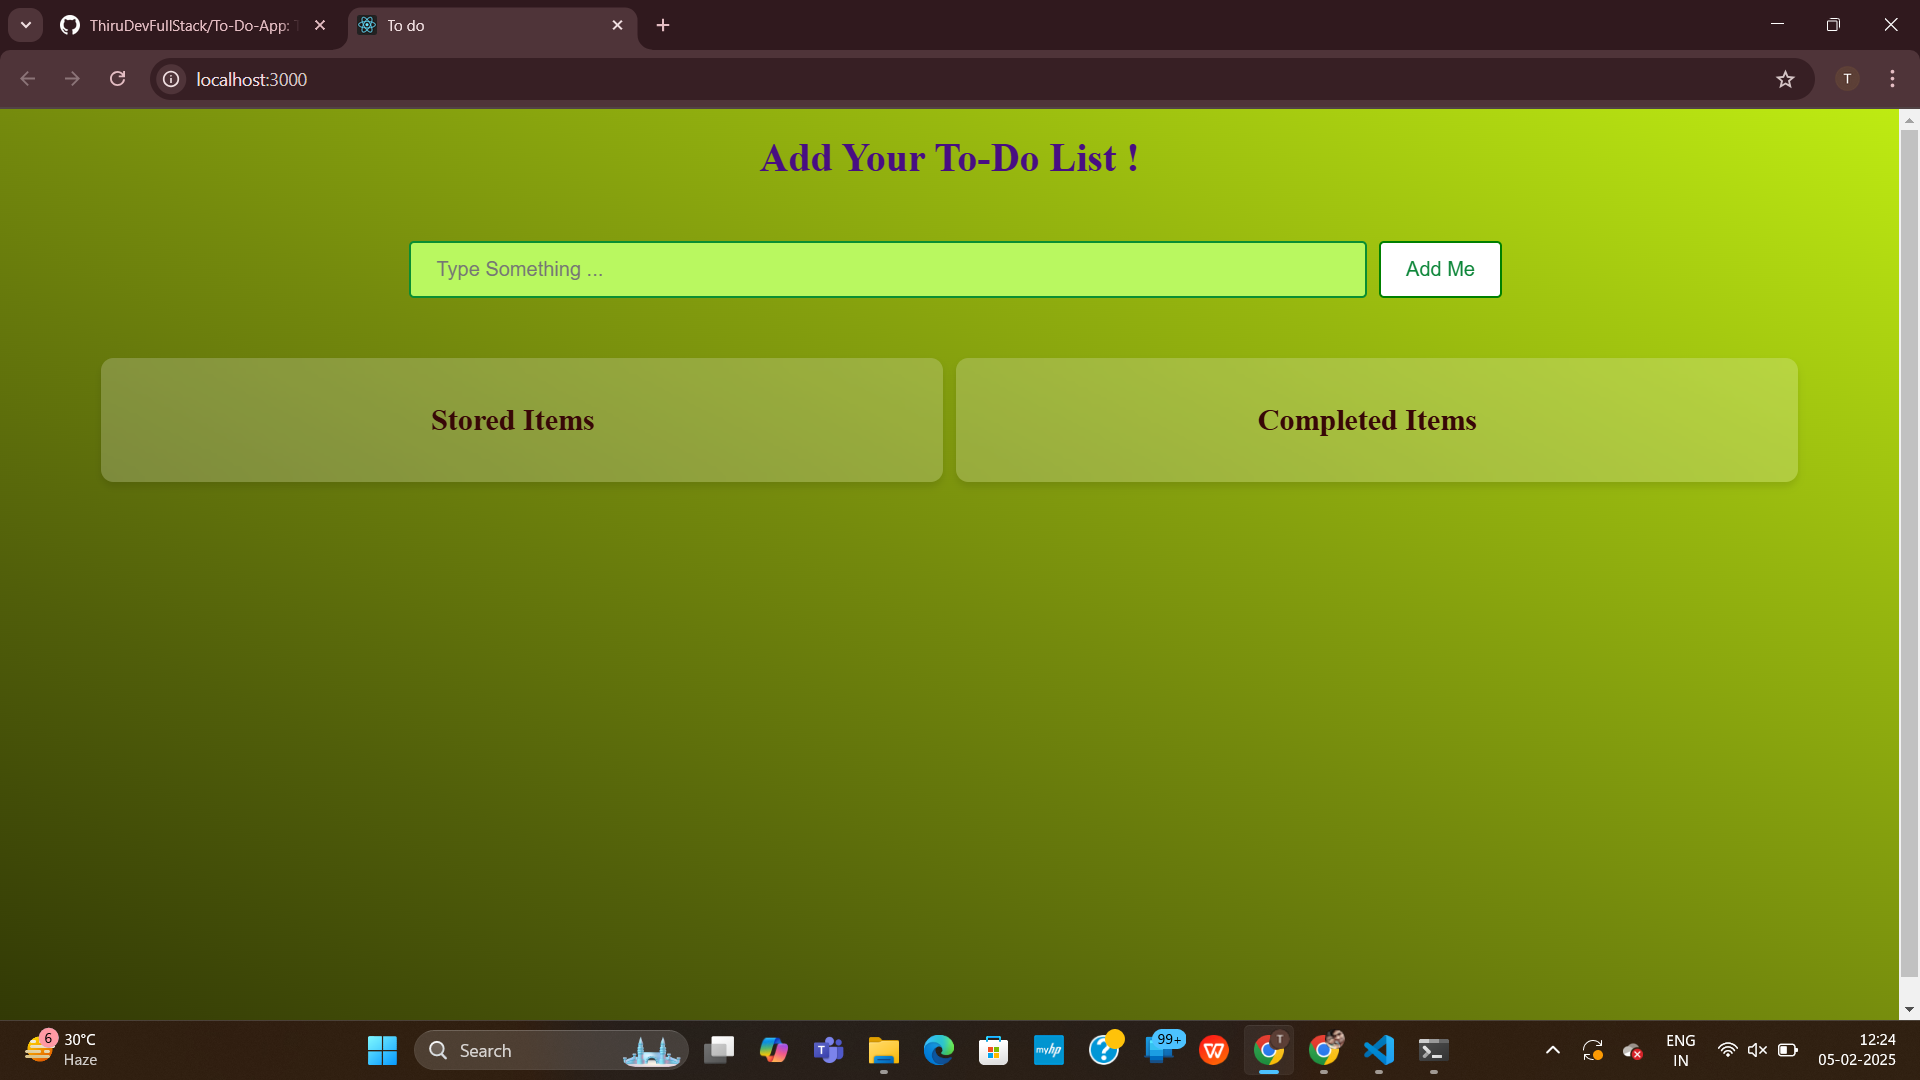 ThiruDevFullStack/To-Do-App: T
To do
localhost:3000
T
Add Your To-Do List !
Type Something ...
Add Me
Stored Items
Completed Items
6
30°C
Haze
Search
T
myhp
?
99+
W
T
ENG
IN
12:24
05-02-2025